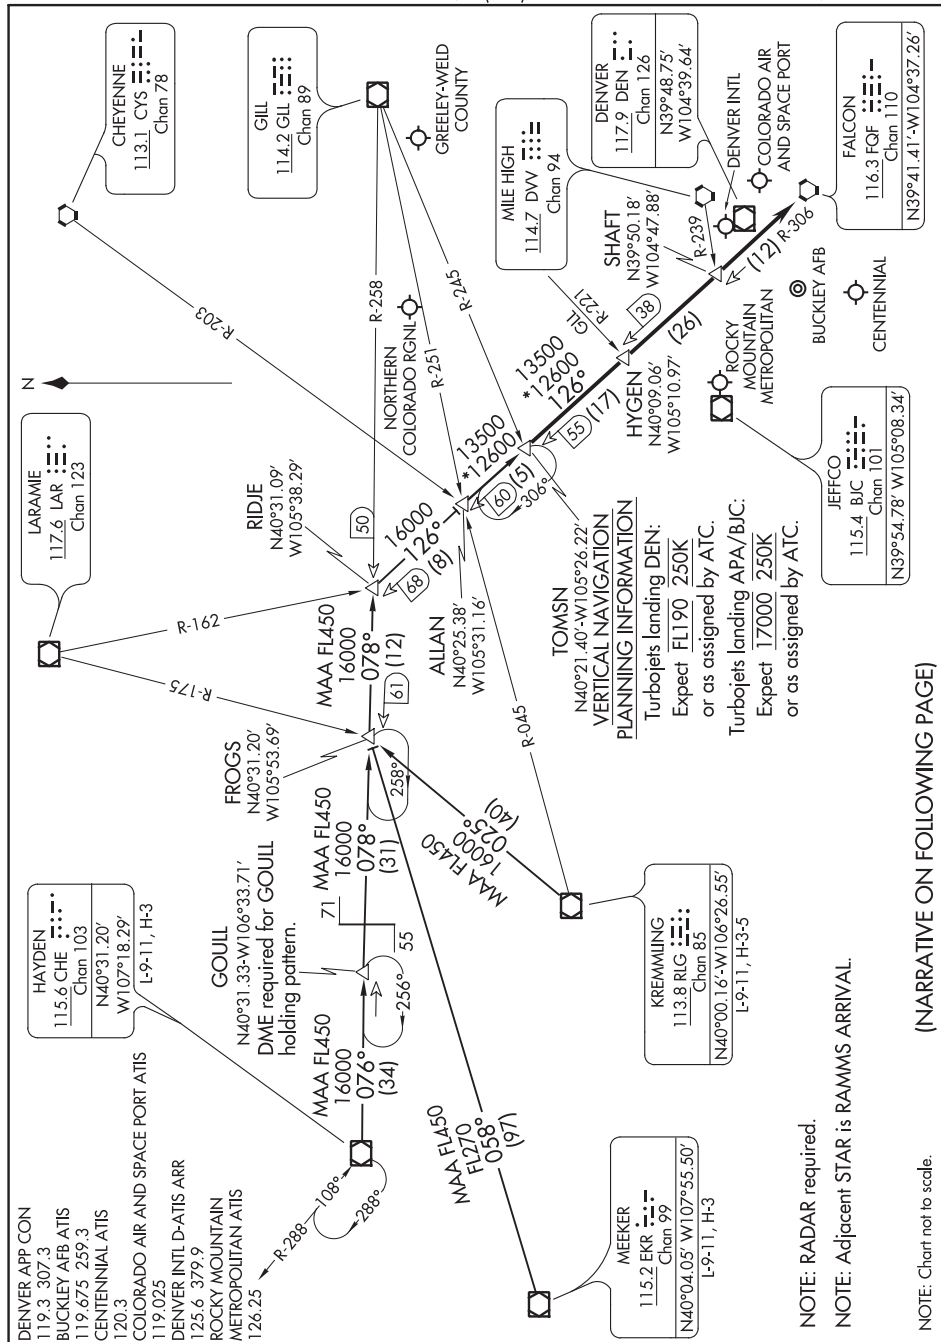 DENVER APP CON
119.3 307.3
BUCKLEY AFB ATIS
119.675 259.3
CENTENNIAL ATIS
120.3
COLORADO AIR AND SPACE PORT ATIS
119.025
DENVER INTL D-ATIS ARR
125.6 379.9
ROCKY MOUNTAIN
METROPOLITAN ATIS
126.25
HAYDEN
115.6 CHE
Chan 103
N40°31.20'
W107°18.29'
L-9-11, H-3
LARAMIE
117.6 LAR
Chan 123
N
CHEYENNE
113.1 CYS
Chan 78
GILL
114.2 GLL
Chan 89
GREELEY-WELD
COUNTY
R-203
R-258
R-251
R-245
NORTHERN
COLORADO RGNL
R-162
R-175
RIDJE
N40°31.09'
W105°38.29'
50
FROGS
N40°31.20'
W105°53.69'
GOULL
N40°31.33'-W106°33.71'
DME required for GOULL
holding pattern.
R-288
108°
288°
MAA FL450
16000
076°
(34)
256°
71
55
MAA FL450
16000
078°
(31)
258°
MAA FL450
16000
078°
(12)
61
68
16000
126°
(8)
ALLAN
N40°25.38'
W105°31.16'
13500
*12600
60
(5)
306°
TOMSN
N40°21.40'-W105°26.22'
13500
*12600
126°
55
(17)
GLL
R-221
38
HYGEN
N40°09.06'
W105°10.97'
(26)
MILE HIGH
114.7 DVV
Chan 94
DENVER
117.9 DEN
Chan 126
N39°48.75'
W104°39.64'
SHAFT
N39°50.18'
W104°47.88'
R-239
DENVER INTL
COLORADO AIR
AND SPACE PORT
(12)
R-306
FALCON
116.3 FQF
Chan 110
N39°41.41'-W104°37.26'
ROCKY
MOUNTAIN
METROPOLITAN
BUCKLEY AFB
CENTENNIAL
JEFFCO
115.4 BJC
Chan 101
N39°54.78' W105°08.34'
VERTICAL NAVIGATION
PLANNING INFORMATION
Turbojets landing DEN:
Expect FL190 250K
or as assigned by ATC.
Turbojets landing APA/BJC:
Expect 17000 250K
or as assigned by ATC.
R-045
MAA FL450
16000
025°
(40)
MAA FL450
FL270
058°
(97)
KREMMLING
113.8 RLG
Chan 85
N40°00.16'-W106°26.55'
L-9-11, H-3-5
MEEKER
115.2 EKR
Chan 99
N40°04.05' W107°55.50'
L-9-11, H-3
NOTE: RADAR required.
NOTE: Adjacent STAR is RAMMS ARRIVAL.
(NARRATIVE ON FOLLOWING PAGE)
NOTE: Chart not to scale.